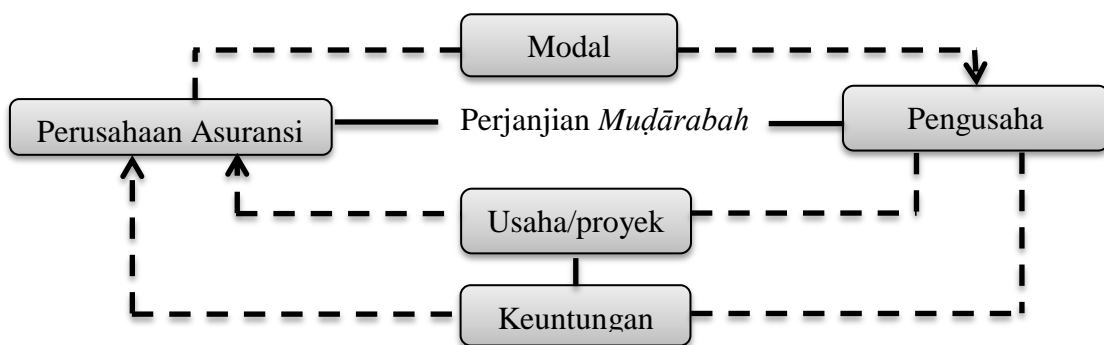 Modal
Perusahaan Asuransi
Perjanjian Muḍārabah
Pengusaha
Usaha/proyek
Keuntungan